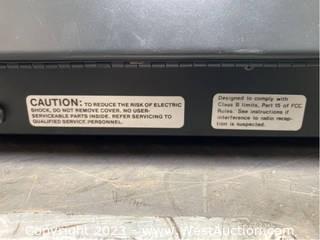 CAUTION: TO REDUCE THE RISK OF ELECTRIC
SHOCK, DO NOT REMOVE COVER. NO USER-
SERVICEABLE PARTS INSIDE. REFER SERVICING TO
QUALIFIED SERVICE PERSONNEL.
Designed to comply with
Class B limits, Part 15 of FCC
Rules. See instructions if
interference to radio recep-
tion is suspected.
Copyright 2023 - WestAuction.com